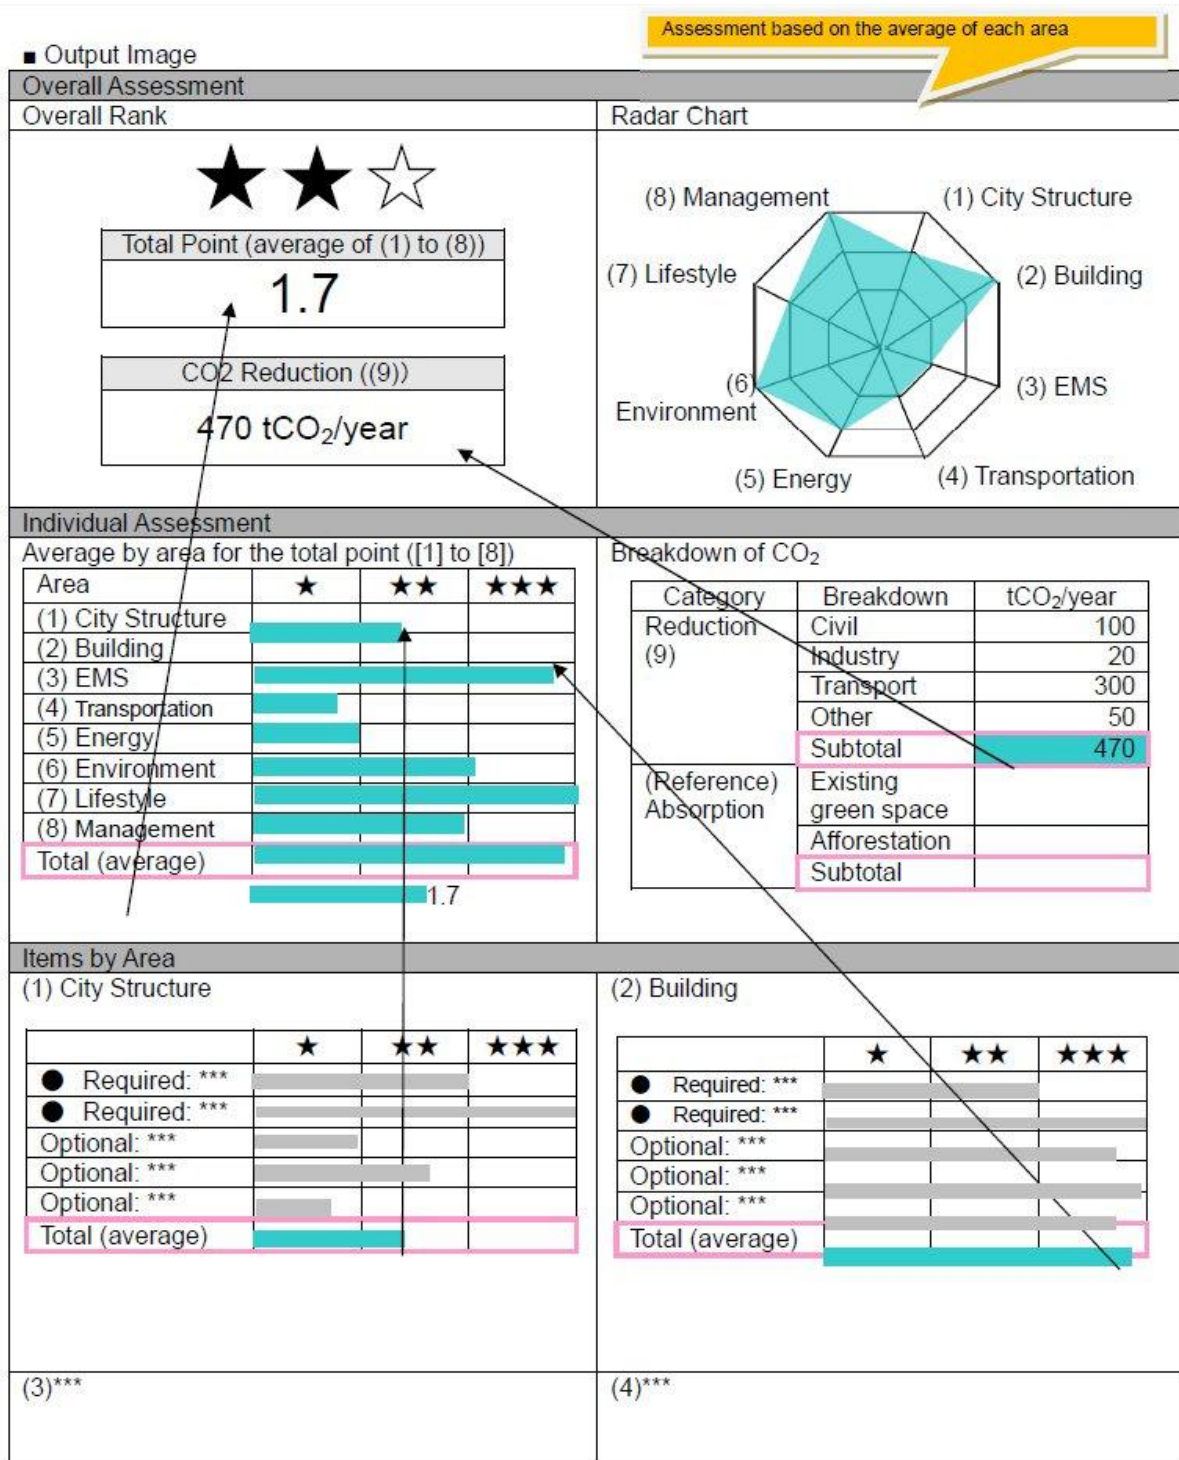 Assessment based on the average of each area
■ Output Image
Overall Assessment
Overall Rank
★★☆
Total Point (average of (1) to (8))
1.7
CO2 Reduction ((9))
470 tCO₂/year
Radar Chart
(8) Management
(1) City Structure
(7) Lifestyle
(2) Building
(6)
Environment
(3) EMS
(5) Energy
(4) Transportation
Individual Assessment
Average by area for the total point ([1] to [8])
Area ★ ★★ ★★★
(1) City Structure
(2) Building
(3) EMS
(4) Transportation
(5) Energy
(6) Environment
(7) Lifestyle
(8) Management
Total (average)
1.7
Breakdown of CO₂
Category Breakdown tCO₂/year
Reduction Civil 100
(9) Industry 20
Transport 300
Other 50
Subtotal 470
(Reference) Existing
Absorption green space
Afforestation
Subtotal
Items by Area
(1) City Structure
★ ★★ ★★★
● Required: ***
● Required: ***
Optional: ***
Optional: ***
Optional: ***
Total (average)
(2) Building
★ ★★ ★★★
● Required: ***
● Required: ***
Optional: ***
Optional: ***
Optional: ***
Total (average)
(3)***
(4)***